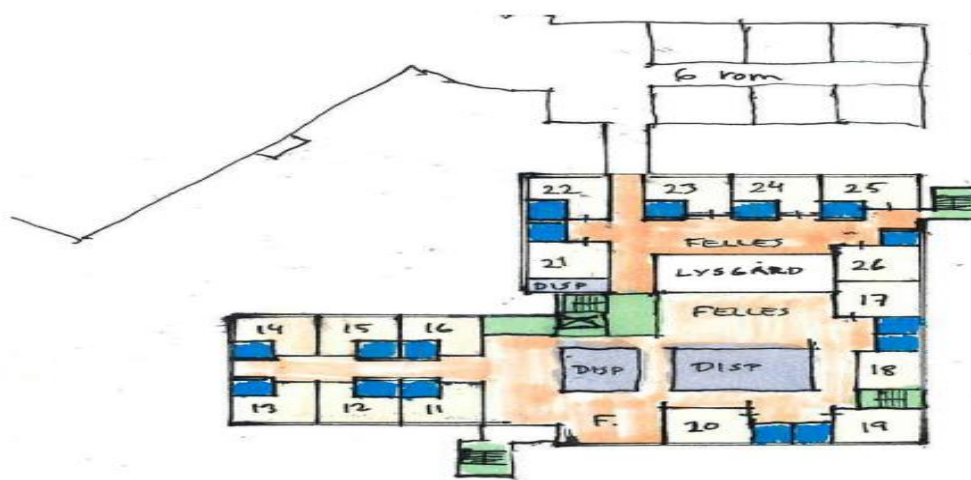 6 rom
22 23 24 25
FELLES
21 LYSGÅRD 26
DISP
17
FELLES
14 15 16
DISP DISP 18
13 12 11
F. 20 19